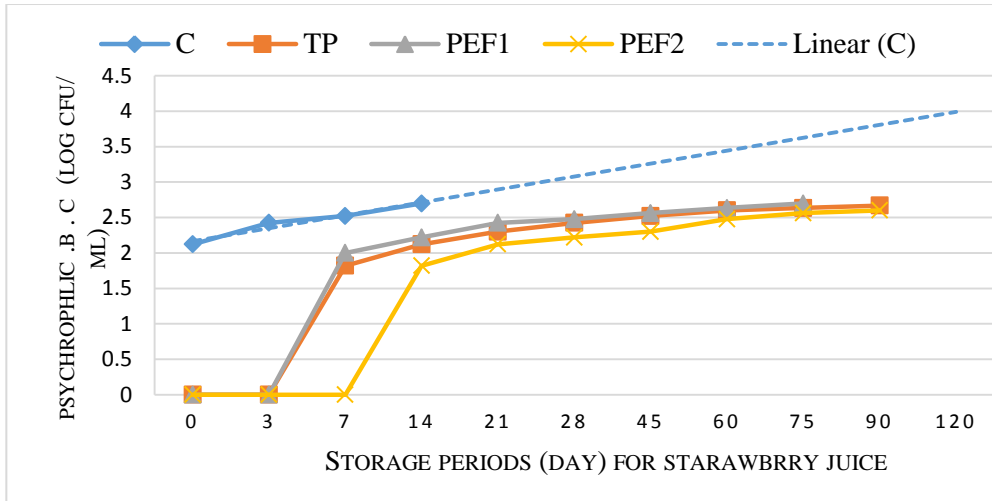 C TP PEF1 PEF2 Linear (C)
PSYCHROPHLIC .B . C (LOG CFU/
ML)
4.5
4
3.5
3
2.5
2
1.5
1
0.5
0
0 3 7 14 21 28 45 60 75 90 120
STORAGE PERIODS (DAY) FOR STARAWBRRY JUICE